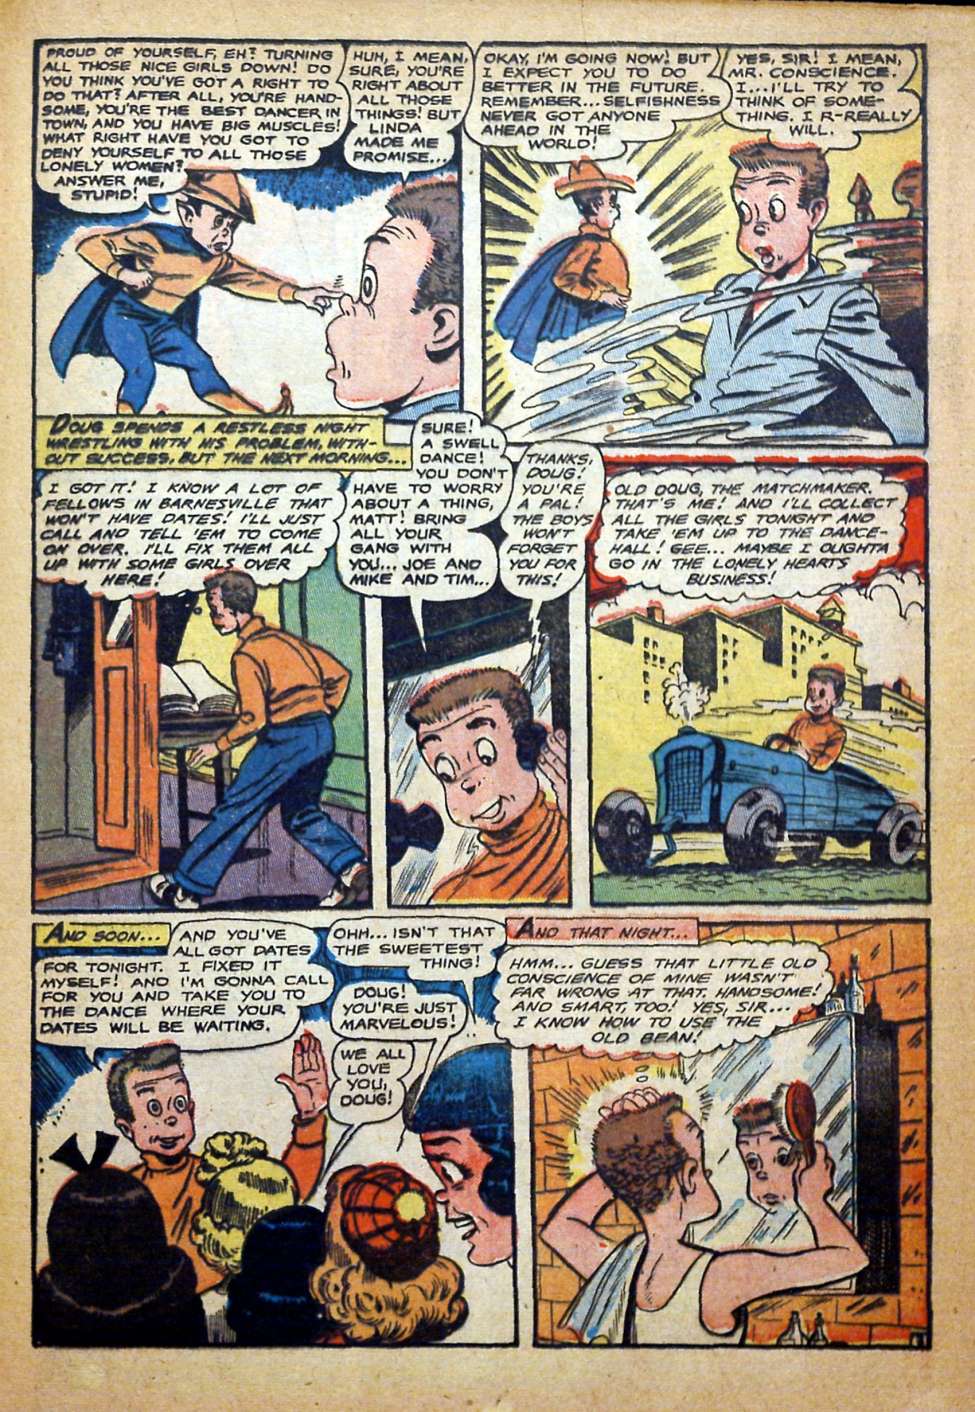 PROUD OF YOURSELF, EH? TURNING
ALL THOSE NICE GIRLS DOWN! DO
YOU THINK YOU'VE GOT A RIGHT TO
DO THAT? AFTER ALL, YOU'RE HAND-
SOME, YOU'RE THE BEST DANCER IN
TOWN, AND YOU HAVE BIG MUSCLES!
WHAT RIGHT HAVE YOU GOT TO
DENY YOURSELF TO ALL THOSE
LONELY WOMEN?
ANSWER ME,
STUPID!
HUH, I MEAN,
SURE, YOU'RE
RIGHT ABOUT
ALL THOSE
THINGS! BUT
LINDA
MADE ME
PROMISE...
OKAY, I'M GOING NOW! BUT
I EXPECT YOU TO DO
BETTER IN THE FUTURE.
REMEMBER... SELFISHNESS
NEVER GOT ANYONE
AHEAD IN THE
WORLD!
YES, SIR! I MEAN,
MR. CONSCIENCE.
I...I'LL TRY TO
THINK OF SOME-
THING. I R-REALLY
WILL.
DOUG SPENDS A RESTLESS NIGHT
WRESTLING WITH HIS PROBLEM, WITH-
OUT SUCCESS, BUT THE NEXT MORNING...
I GOT IT! I KNOW A LOT OF
FELLOWS IN BARNESVILLE THAT
WON'T HAVE DATES! I'LL JUST
CALL AND TELL 'EM TO COME
ON OVER. I'LL FIX THEM ALL
UP WITH SOME GIRLS OVER
HERE!
SURE!
A SWELL
DANCE!
YOU DON'T
HAVE TO WORRY
ABOUT A THING,
MATT! BRING
ALL YOUR
GANG WITH
YOU... JOE AND
MIKE AND TIM...
THANKS,
DOUG!
YOU'RE
A PAL!
THE BOYS
WON'T
FORGET
YOU FOR
THIS!
OLD DOUG, THE MATCHMAKER.
THAT'S ME! AND I'LL COLLECT
ALL THE GIRLS TONIGHT AND
TAKE 'EM UP TO THE DANCE-
HALL! GEE... MAYBE I OUGHTA
GO IN THE LONELY HEARTS
BUSINESS!
AND SOON...
AND YOU'VE
ALL GOT DATES
FOR TONIGHT. I FIXED IT
MYSELF! AND I'M GONNA CALL
FOR YOU AND TAKE YOU TO
THE DANCE WHERE YOUR
DATES WILL BE WAITING.
OHH... ISN'T THAT
THE SWEETEST
THING!
DOUG!
YOU'RE JUST
MARVELOUS!
WE ALL
LOVE
YOU,
DOUG!
AND THAT NIGHT...
HMM... GUESS THAT LITTLE OLD
CONSCIENCE OF MINE WASN'T
FAR WRONG AT THAT. HANDSOME!
AND SMART, TOO! YES, SIR...
I KNOW HOW TO USE THE
OLD BEAN!